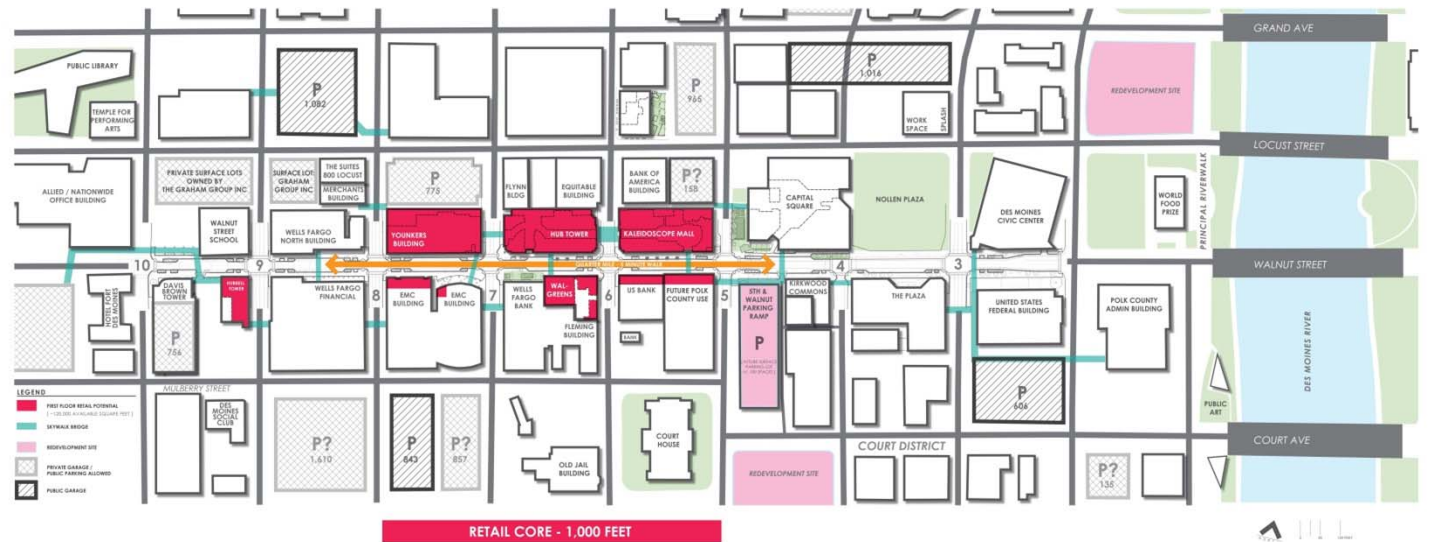 GRAND AVE
PUBLIC LIBRARY
TEMPLE FOR
PERFORMING
ARTS
P
1,082
P
965
P
1,016
WORK
SPACE
SPLASH
REDEVELOPMENT SITE
LOCUST STREET
ALLIED / NATIONWIDE
OFFICE BUILDING
PRIVATE SURFACE LOTS
OWNED BY
THE GRAHAM GROUP INC
SURFACE LOT:
GRAHAM
GROUP INC
THE SUITES
800 LOCUST
MERCHANTS
BUILDING
P
775
FLYNN
BLDG
EQUITABLE
BUILDING
BANK OF
AMERICA
BUILDING
P?
158
CAPITAL
SQUARE
NOLLEN PLAZA
DES MOINES
CIVIC CENTER
WORLD
FOOD
PRIZE
PRINCIPAL RIVERWALK
WALNUT
STREET
SCHOOL
WELLS FARGO
NORTH BUILDING
YOUNKERS
BUILDING
HUB TOWER
KALEIDOSCOPE MALL
WALNUT STREET
10
9
8
7
6
5
4
3
QUARTER MILE - 5 MINUTE WALK
HOTEL FORT
DES MOINES
DAVIS
BROWN
TOWER
P
756
HUBBELL
TOWER
WELLS FARGO
FINANCIAL
EMC
BUILDING
EMC
BUILDING
WELLS
FARGO
BANK
WAL-
GREENS
FLEMING
BUILDING
US BANK
BANK
FUTURE POLK
COUNTY USE
5TH &
WALNUT
PARKING
RAMP
P
KIRKWOOD
COMMONS
THE PLAZA
UNITED STATES
FEDERAL BUILDING
POLK COUNTY
ADMIN BUILDING
P
606
DES MOINES RIVER
PUBLIC
ART
MULBERRY STREET
LEGEND
FIRST FLOOR RETAIL POTENTIAL
SKYWALK BRIDGE
REDEVELOPMENT SITE
PRIVATE GARAGE /
PUBLIC PARKING ALLOWED
PUBLIC GARAGE
DES
MOINES
SOCIAL
CLUB
P?
1,610
P
843
P?
857
OLD JAIL
BUILDING
COURT
HOUSE
REDEVELOPMENT SITE
COURT DISTRICT
P?
135
COURT AVE
RETAIL CORE - 1,000 FEET